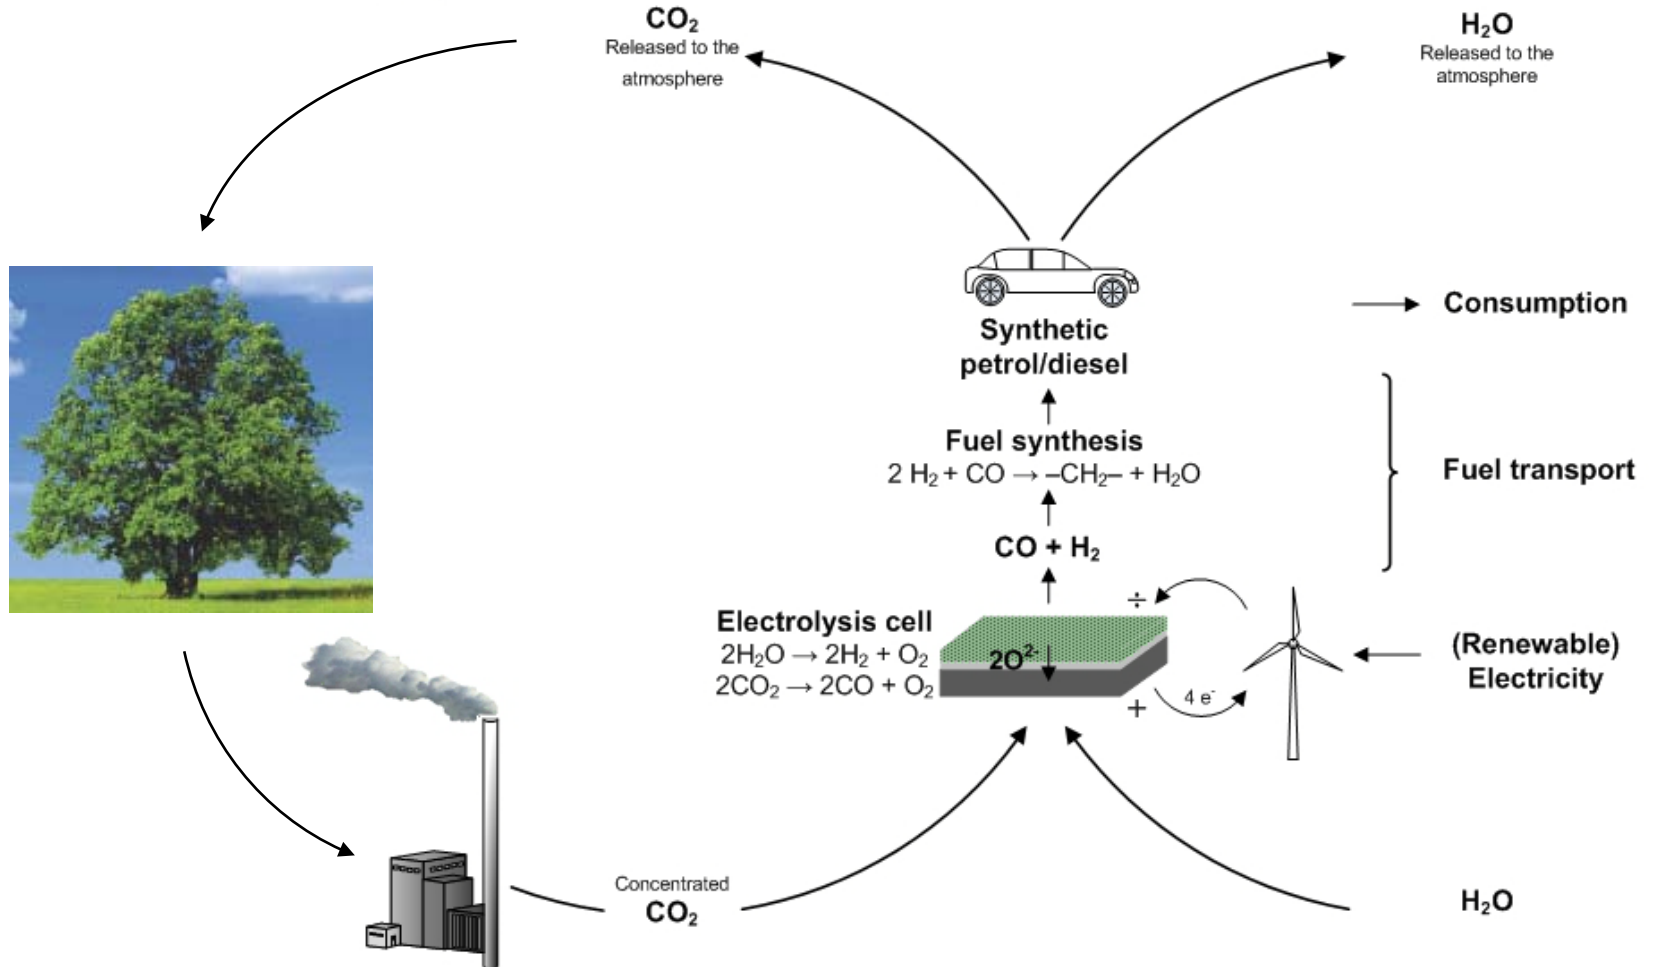 CO₂
Released to the
atmosphere
H₂O
Released to the
atmosphere
Synthetic
petrol/diesel
Consumption
Fuel synthesis
2 H₂ + CO → –CH₂– + H₂O
Fuel transport
CO + H₂
÷
Electrolysis cell
2H₂O → 2H₂ + O₂
2CO₂ → 2CO + O₂
2O²⁻
+
4 e⁻
(Renewable)
Electricity
Concentrated
CO₂
H₂O